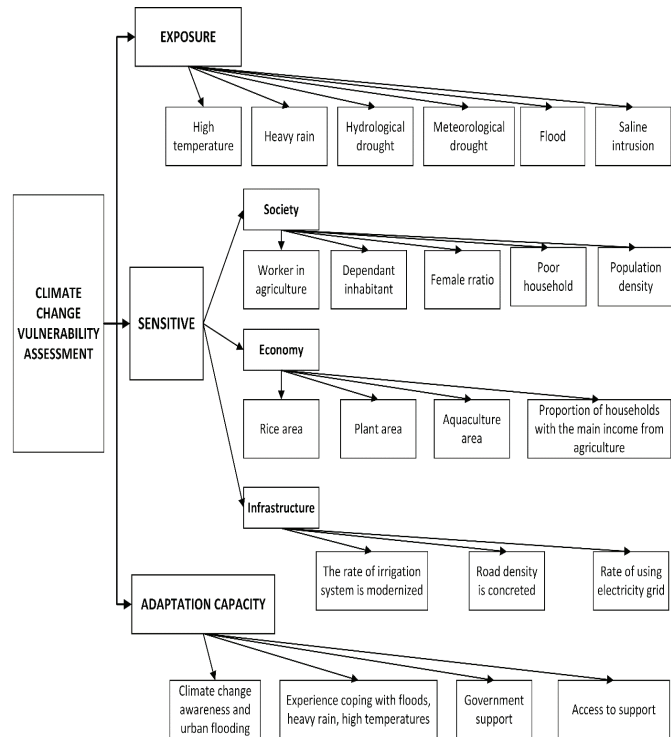 EXPOSURE
High
temperature
Heavy rain
Hydrological
drought
Meteorological
drought
Flood
Saline
intrusion
CLIMATE
CHANGE
VULNERABILITY
ASSESSMENT
SENSITIVE
Society
Worker in
agriculture
Dependant
inhabitant
Female rratio
Poor
household
Population
density
Economy
Rice area
Plant area
Aquaculture
area
Proportion of households
with the main income from
agriculture
Infrastructure
The rate of irrigation
system is modernized
Road density
is concreted
Rate of using
electricity grid
ADAPTATION CAPACITY
Climate change
awareness and
urban flooding
Experience coping with floods,
heavy rain, high temperatures
Government
support
Access to support